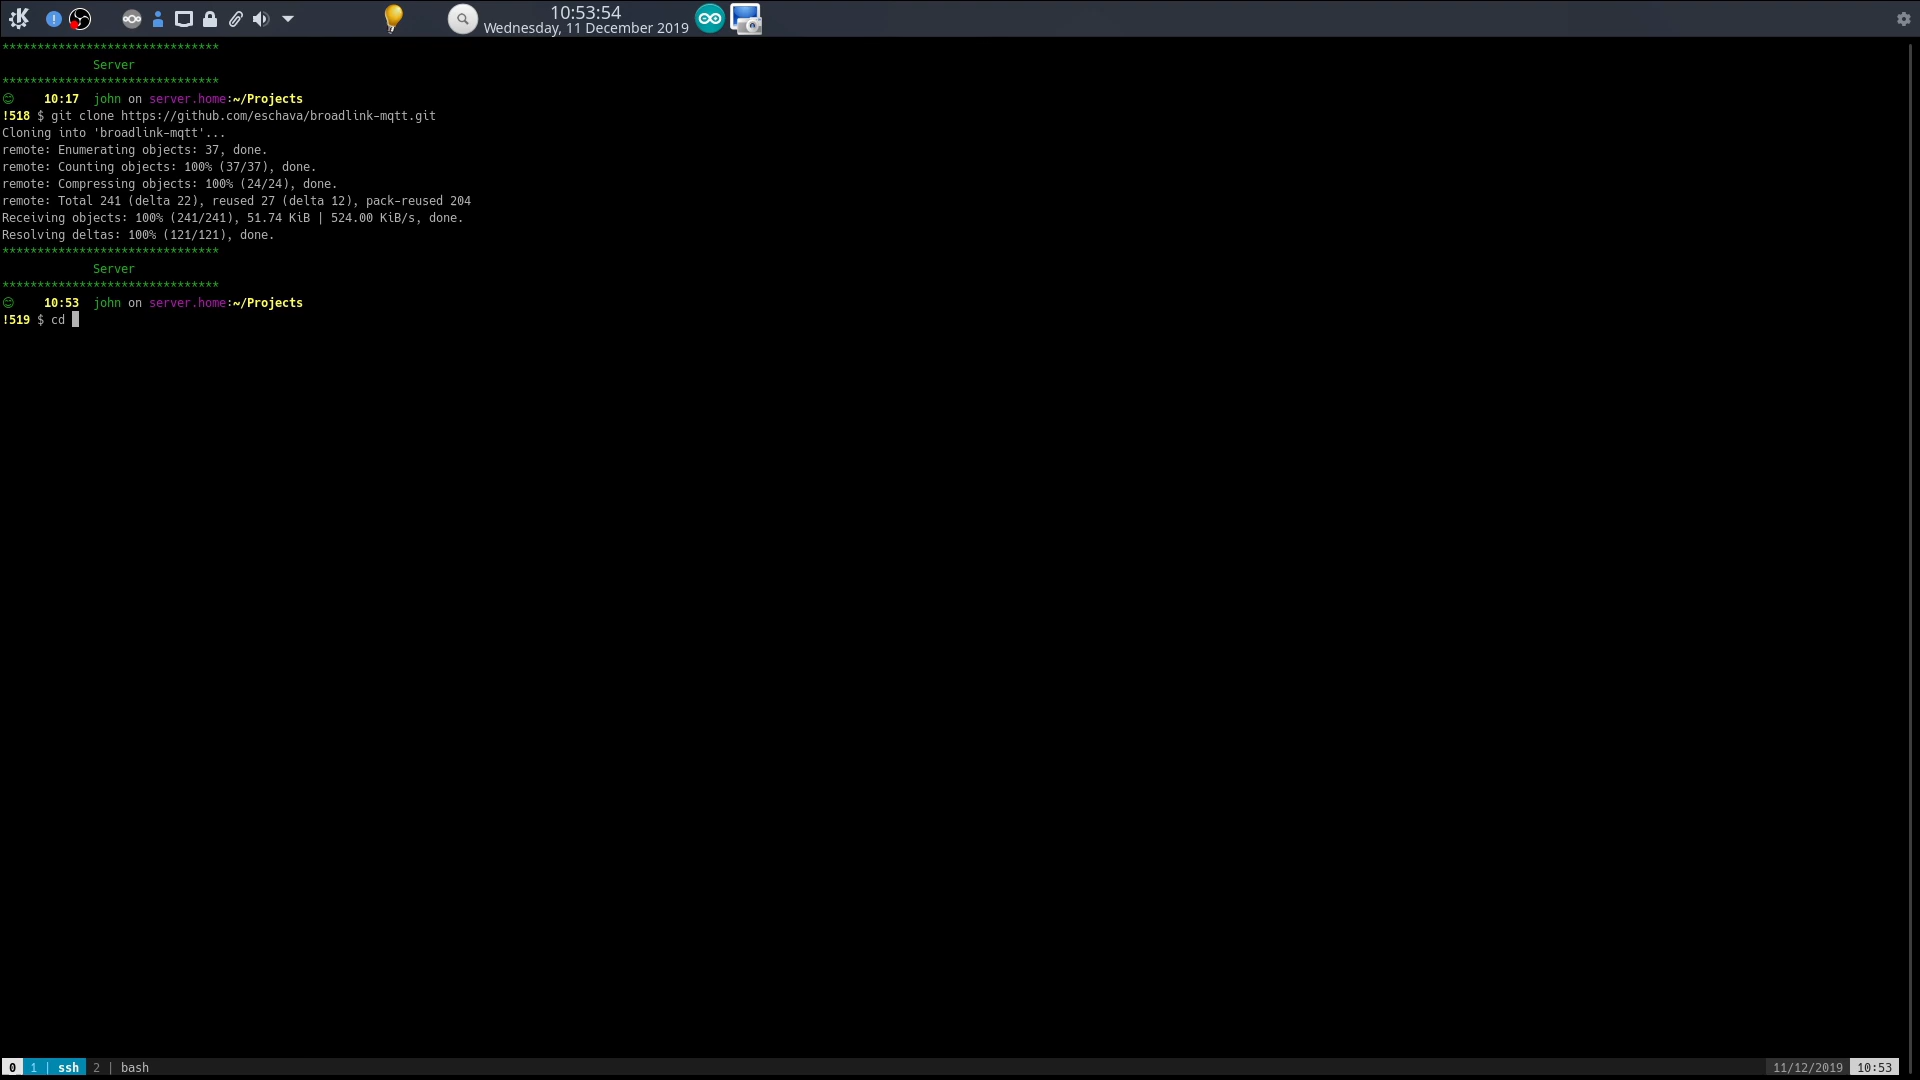 10:53:54
Wednesday, 11 December 2019
*******************************
Server
*******************************
10:17 john on server.home:~/Projects
!518 $ git clone https://github.com/eschava/broadlink-mqtt.git
Cloning into 'broadlink-mqtt'...
remote: Enumerating objects: 37, done.
remote: Counting objects: 100% (37/37), done.
remote: Compressing objects: 100% (24/24), done.
remote: Total 241 (delta 22), reused 27 (delta 12), pack-reused 204
Receiving objects: 100% (241/241), 51.74 KiB | 524.00 KiB/s, done.
Resolving deltas: 100% (121/121), done.
*******************************
Server
*******************************
10:53 john on server.home:~/Projects
!519 $ cd
0 1 | ssh 2 | bash 11/12/2019 10:53